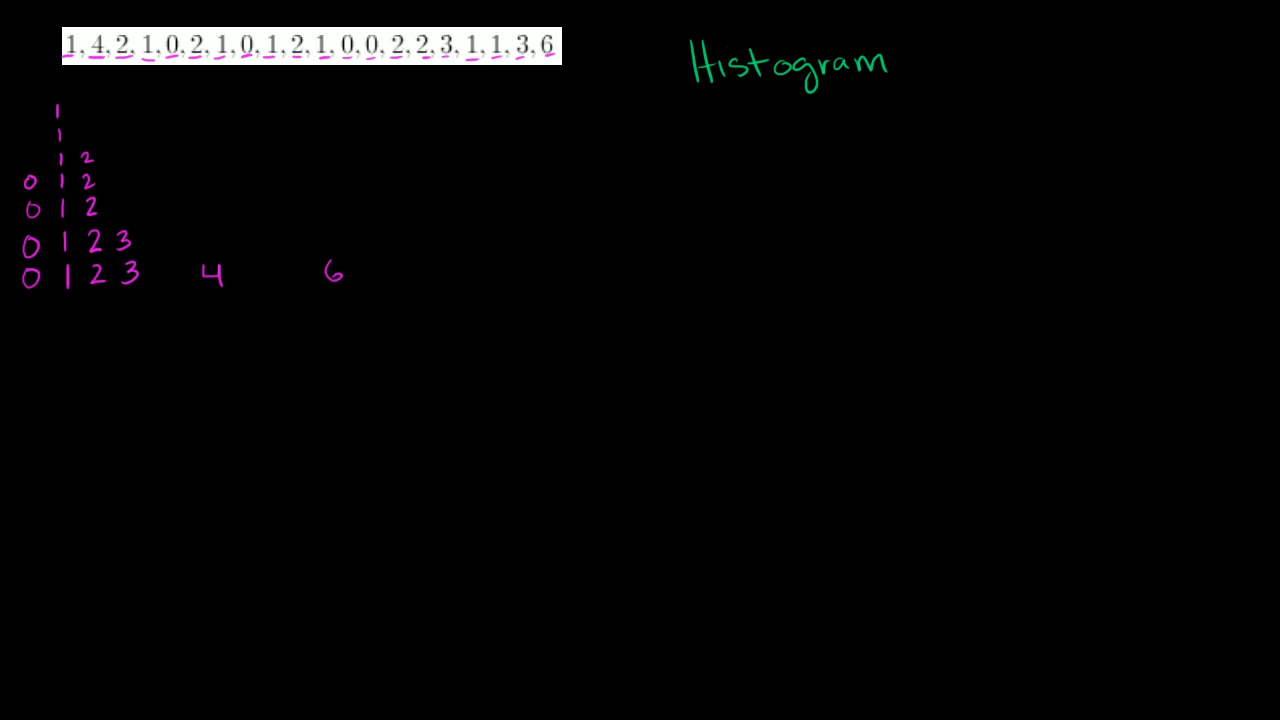 1, 4, 2, 1, 0, 2, 1, 0, 1, 2, 1, 0, 0, 2, 2, 3, 1, 1, 3, 6
Histogram
1
1
1 2
0 1 2
0 1 2
0 1 2 3
0 1 2 3 4 6